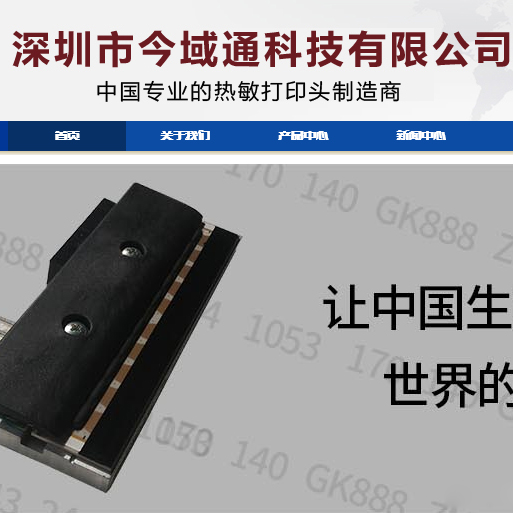 深圳市今域通科技有限公司
中国专业的热敏打印头制造商
首页 关于我们 产品中心 新闻中心
170 140 GK888 Z
让中国生
4 1053 170
世界的
1053 140 GK888